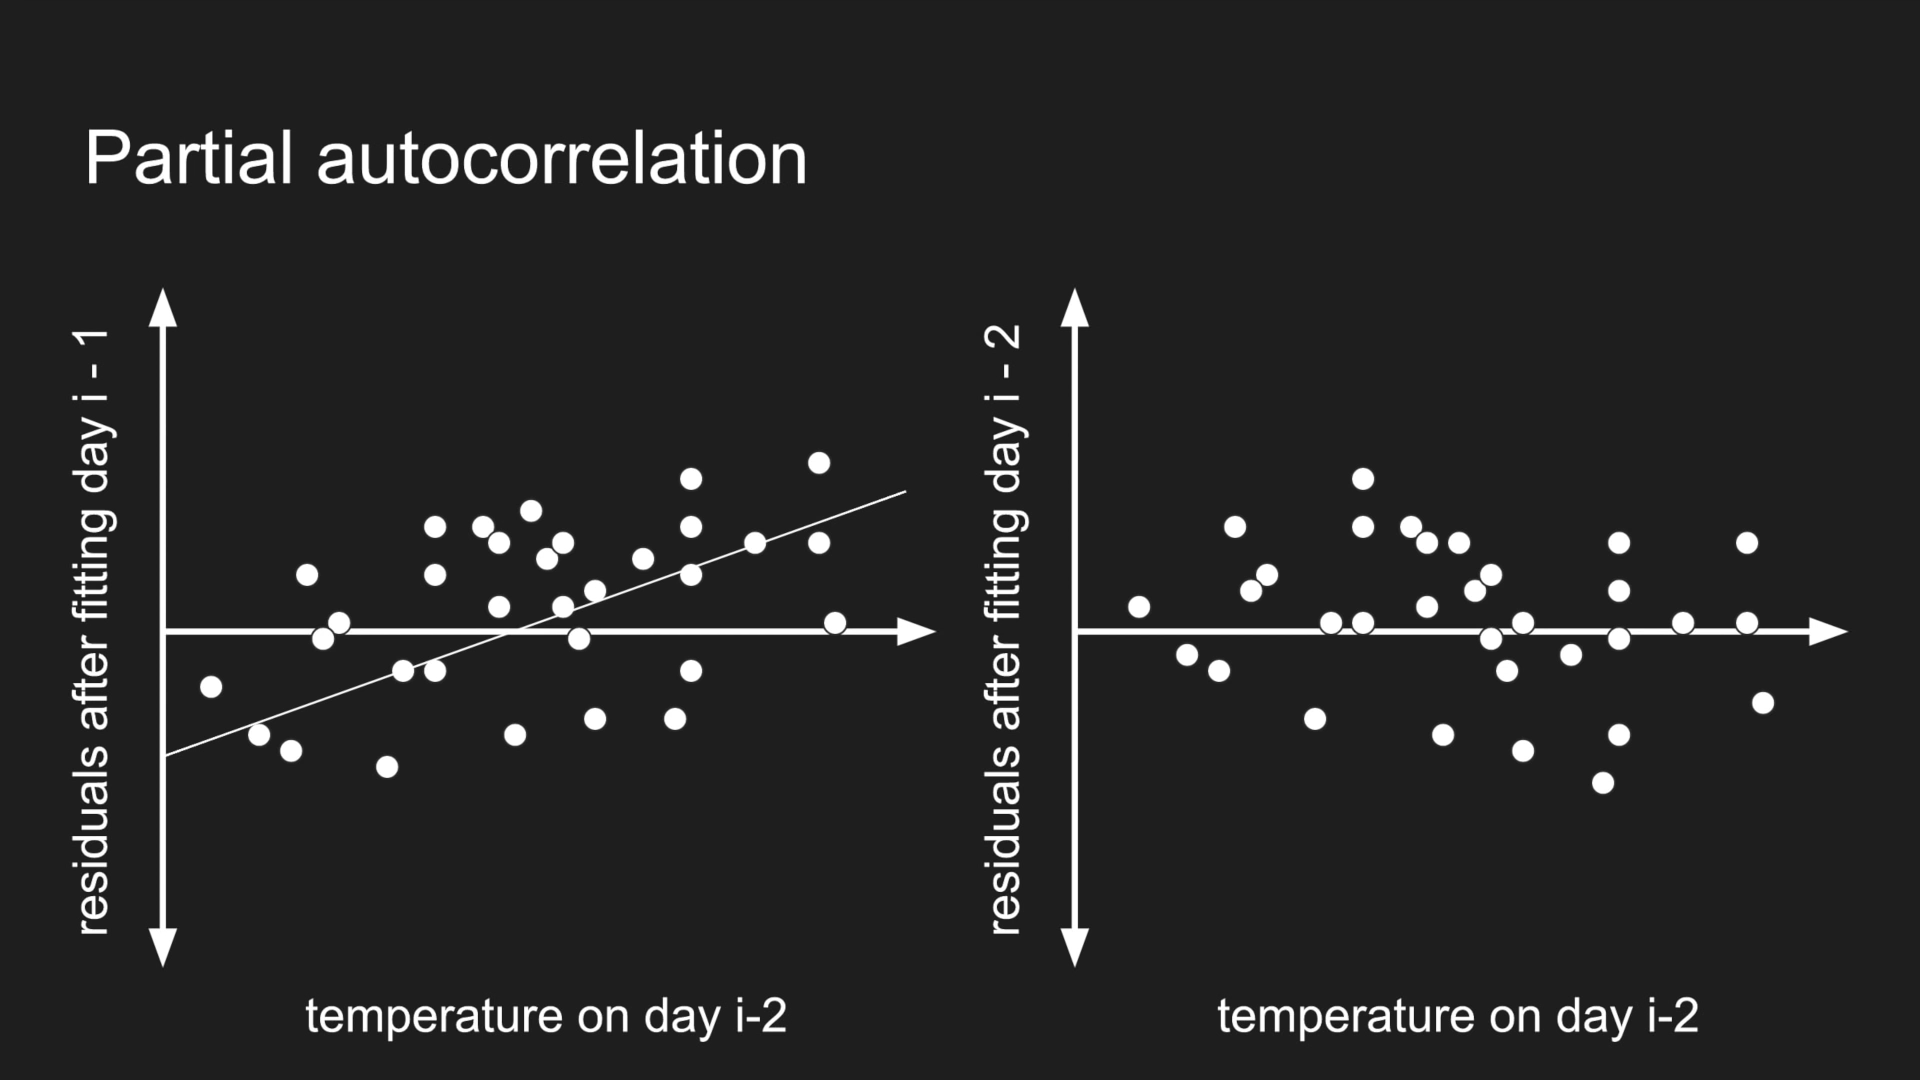 Partial autocorrelation
residuals after fitting day i - 1
temperature on day i-2
residuals after fitting day i - 2
temperature on day i-2